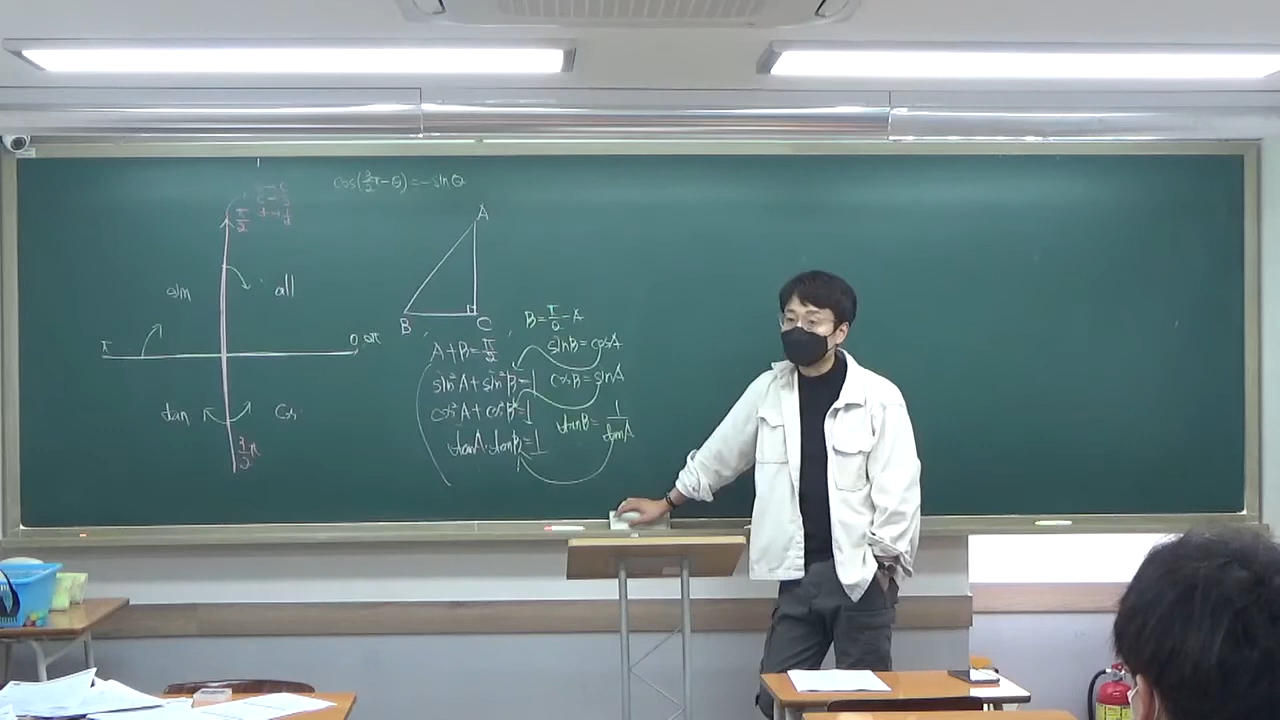 cos(3/2π-θ)=-sinθ
π/2
sin
all
π
0 2π
tan
cos
3/2π
A
B
C
A+B=π/2
sin²A+sin²B=1
cos²A+cos²B=1
tanA·tanB=1
B=π/2-A
sinB=cosA
cosB=sinA
tanB=1/tanA